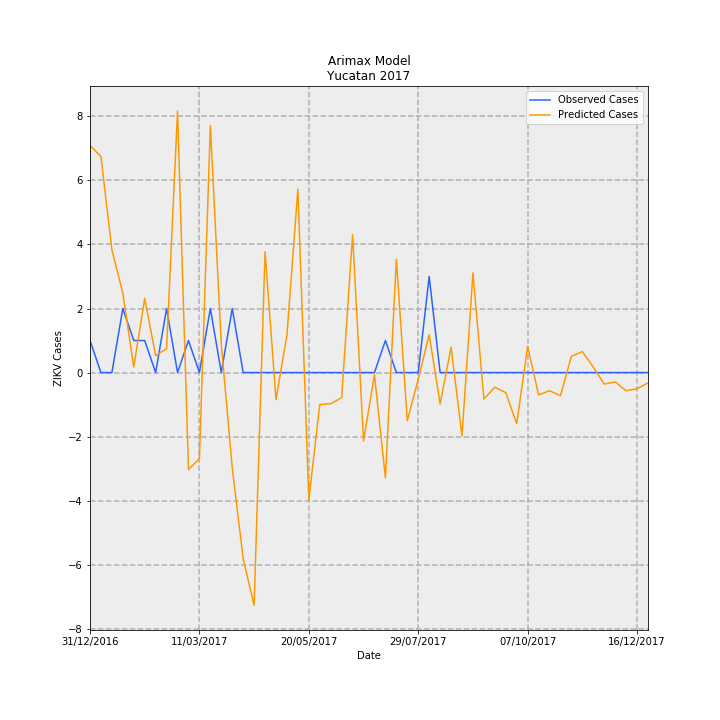 Arimax Model
Yucatan 2017
Observed Cases
Predicted Cases
ZIKV Cases
8
6
4
2
0
−2
−4
−6
−8
31/12/2016
11/03/2017
20/05/2017
29/07/2017
07/10/2017
16/12/2017
Date